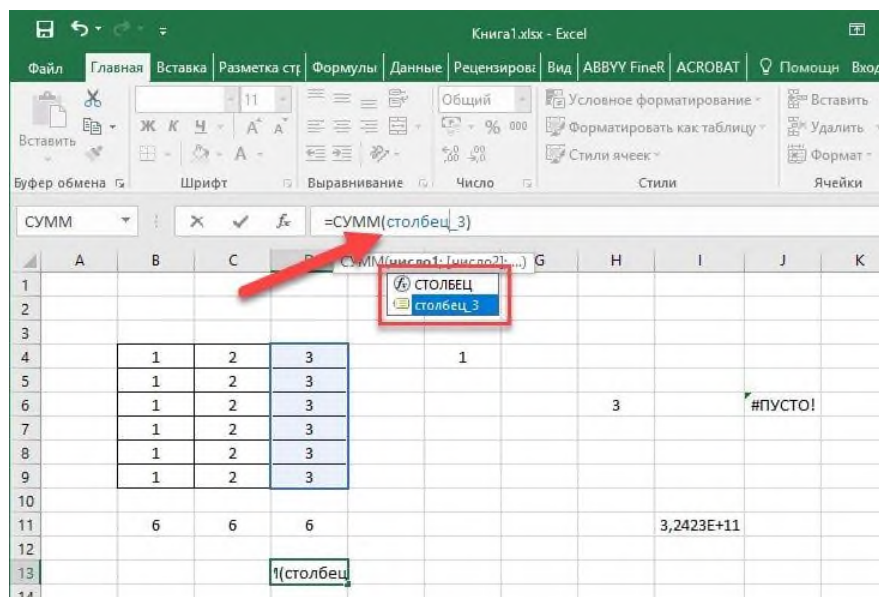 Книга1.xlsx - Excel
Файл Главная Вставка Разметка стр Формулы Данные Рецензирова Вид ABBYY FineR ACROBAT Помощн Вход
11 Общий Условное форматирование Вставить
Вставить Ж К Ч А А % 000 Форматировать как таблицу Удалить
А Стили ячеек Формат
Буфер обмена Шрифт Выравнивание Число Стили Ячейки
СУММ fx =СУММ(столбец_3)
СУММ(число1; [число2]; ...)
A B C D G H I J K
1 СТОЛБЕЦ
2 столбец_3
3
4 1 2 3 1
5 1 2 3
6 1 2 3 3 #ПУСТО!
7 1 2 3
8 1 2 3
9 1 2 3
10
11 6 6 6 3,2423E+11
12
13 (столбец
14